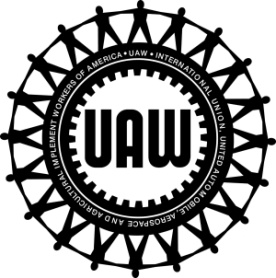 UAW
• UAW • INTERNATIONAL UNION, UNITED AUTOMOBILE, AEROSPACE AND AGRICULTURAL IMPLEMENT WORKERS OF AMERICA